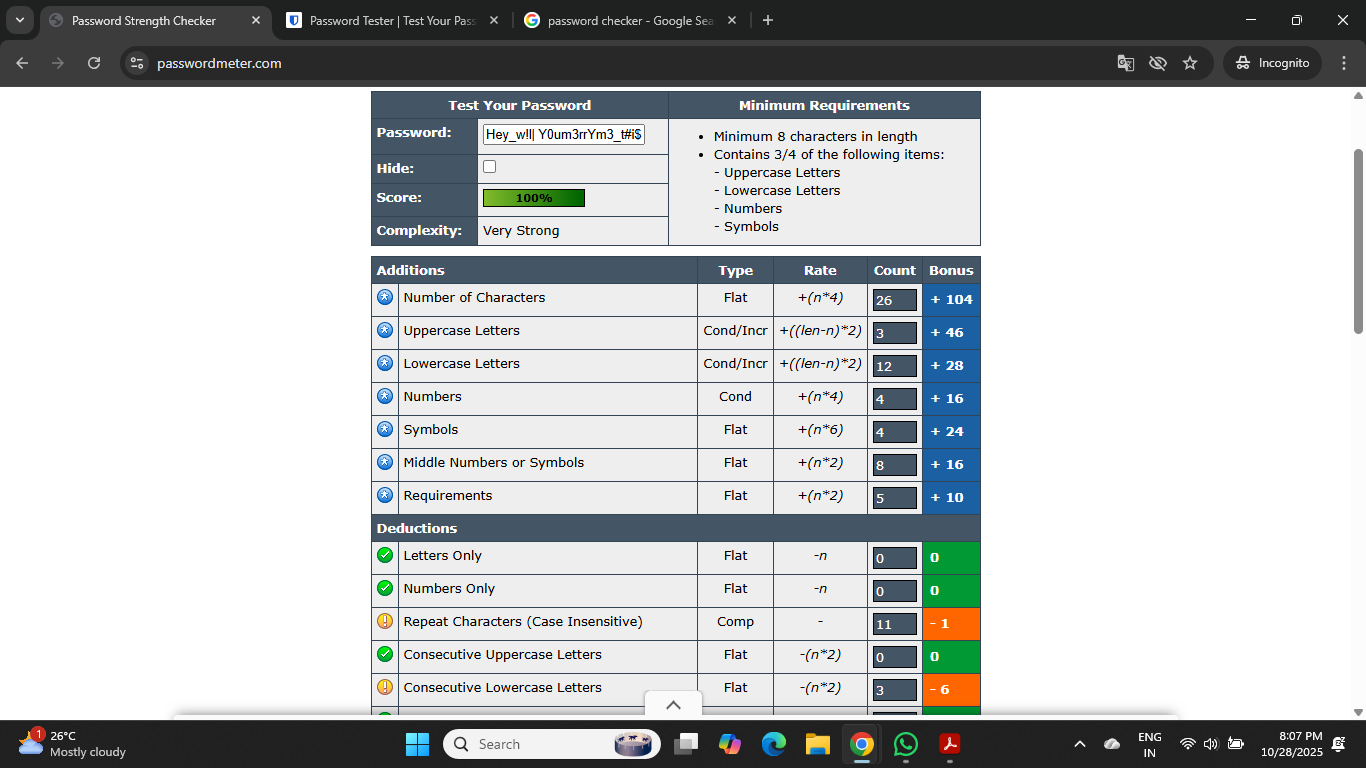 Password Strength Checker
Password Tester | Test Your Pass
password checker - Google Sea
passwordmeter.com
Incognito
Test Your Password
Minimum Requirements
Password:
Hey_w!l| Y0um3rrYm3_t#i$
Minimum 8 characters in length
Contains 3/4 of the following items:
- Uppercase Letters
- Lowercase Letters
- Numbers
- Symbols
Hide:
Score:
100%
Complexity:
Very Strong
Additions Type Rate Count Bonus
Number of Characters Flat +(n*4) 26 + 104
Uppercase Letters Cond/Incr +((len-n)*2) 3 + 46
Lowercase Letters Cond/Incr +((len-n)*2) 12 + 28
Numbers Cond +(n*4) 4 + 16
Symbols Flat +(n*6) 4 + 24
Middle Numbers or Symbols Flat +(n*2) 8 + 16
Requirements Flat +(n*2) 5 + 10
Deductions
Letters Only Flat -n 0 0
Numbers Only Flat -n 0 0
Repeat Characters (Case Insensitive) Comp - 11 - 1
Consecutive Uppercase Letters Flat -(n*2) 0 0
Consecutive Lowercase Letters Flat -(n*2) 3 - 6
1
26°C
Mostly cloudy
Search
ENG
IN
8:07 PM
10/28/2025